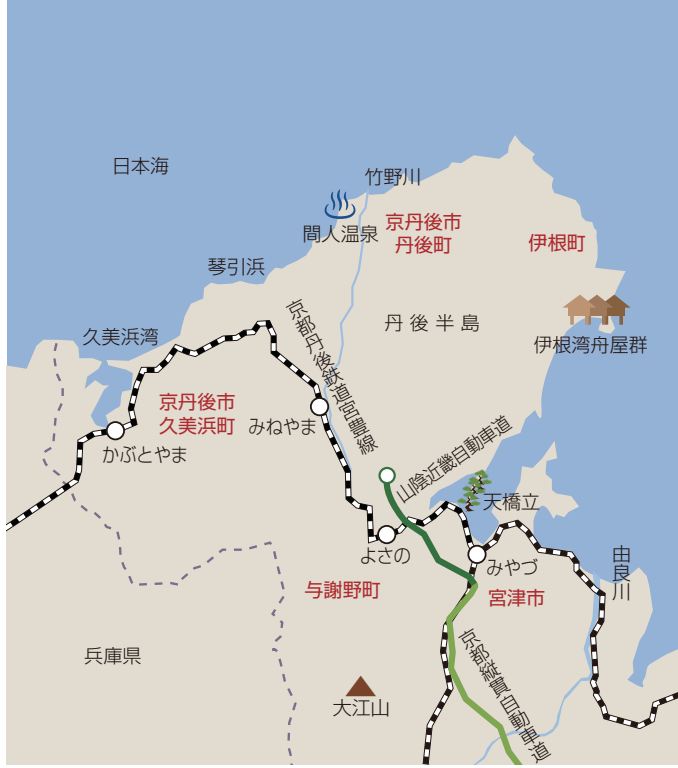 日本海
竹野川
間人温泉
京丹後市
丹後町
伊根町
琴引浜
京都丹後鉄道宮豊線
丹後半島
久美浜湾
伊根湾舟屋群
京丹後市
久美浜町
みねやま
かぶとやま
山陰近畿自動車道
天橋立
よさの
みやづ
由良川
与謝野町
宮津市
兵庫県
京都縦貫自動車道
大江山